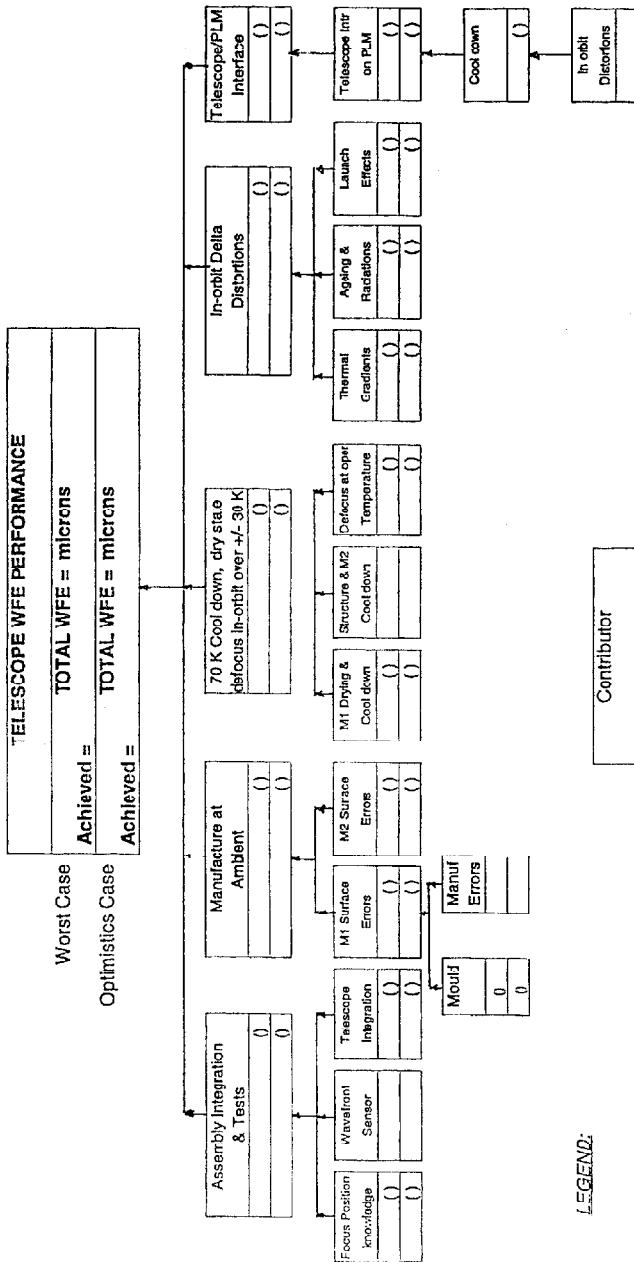 TELESCOPE WFE PERFORMANCE
Worst Case
TOTAL WFE = microns
Achieved =
Optimistics Case
TOTAL WFE = microns
Achieved =
Assembly Integration
& Tests
()
()
Manufacture at
Ambient
()
()
70 K Cool down, dry state
defocus in-orbit over +/- 30 K
()
()
In-orbit Delta
Distortions
()
()
Telescope/PLM
Interface
()
()
Focus Position
knowledge
()
()
Wavefront
Sensor
Telescope
Integration
()
()
M1 Surface
Errors
()
()
M2 Surface
Errors
()
()
M1 Drying &
Cool down
()
()
Structure & M2
Cool down
Defocus at oper
Temperature
()
()
Thermal
Gradients
()
()
Ageing &
Radiations
()
()
Launch
Effects
()
()
Telescope Intr
on PLM
()
()
Mould
()
()
Manuf
Errors
Cool down
()
In orbit
Distortions
LEGEND:
Contributor